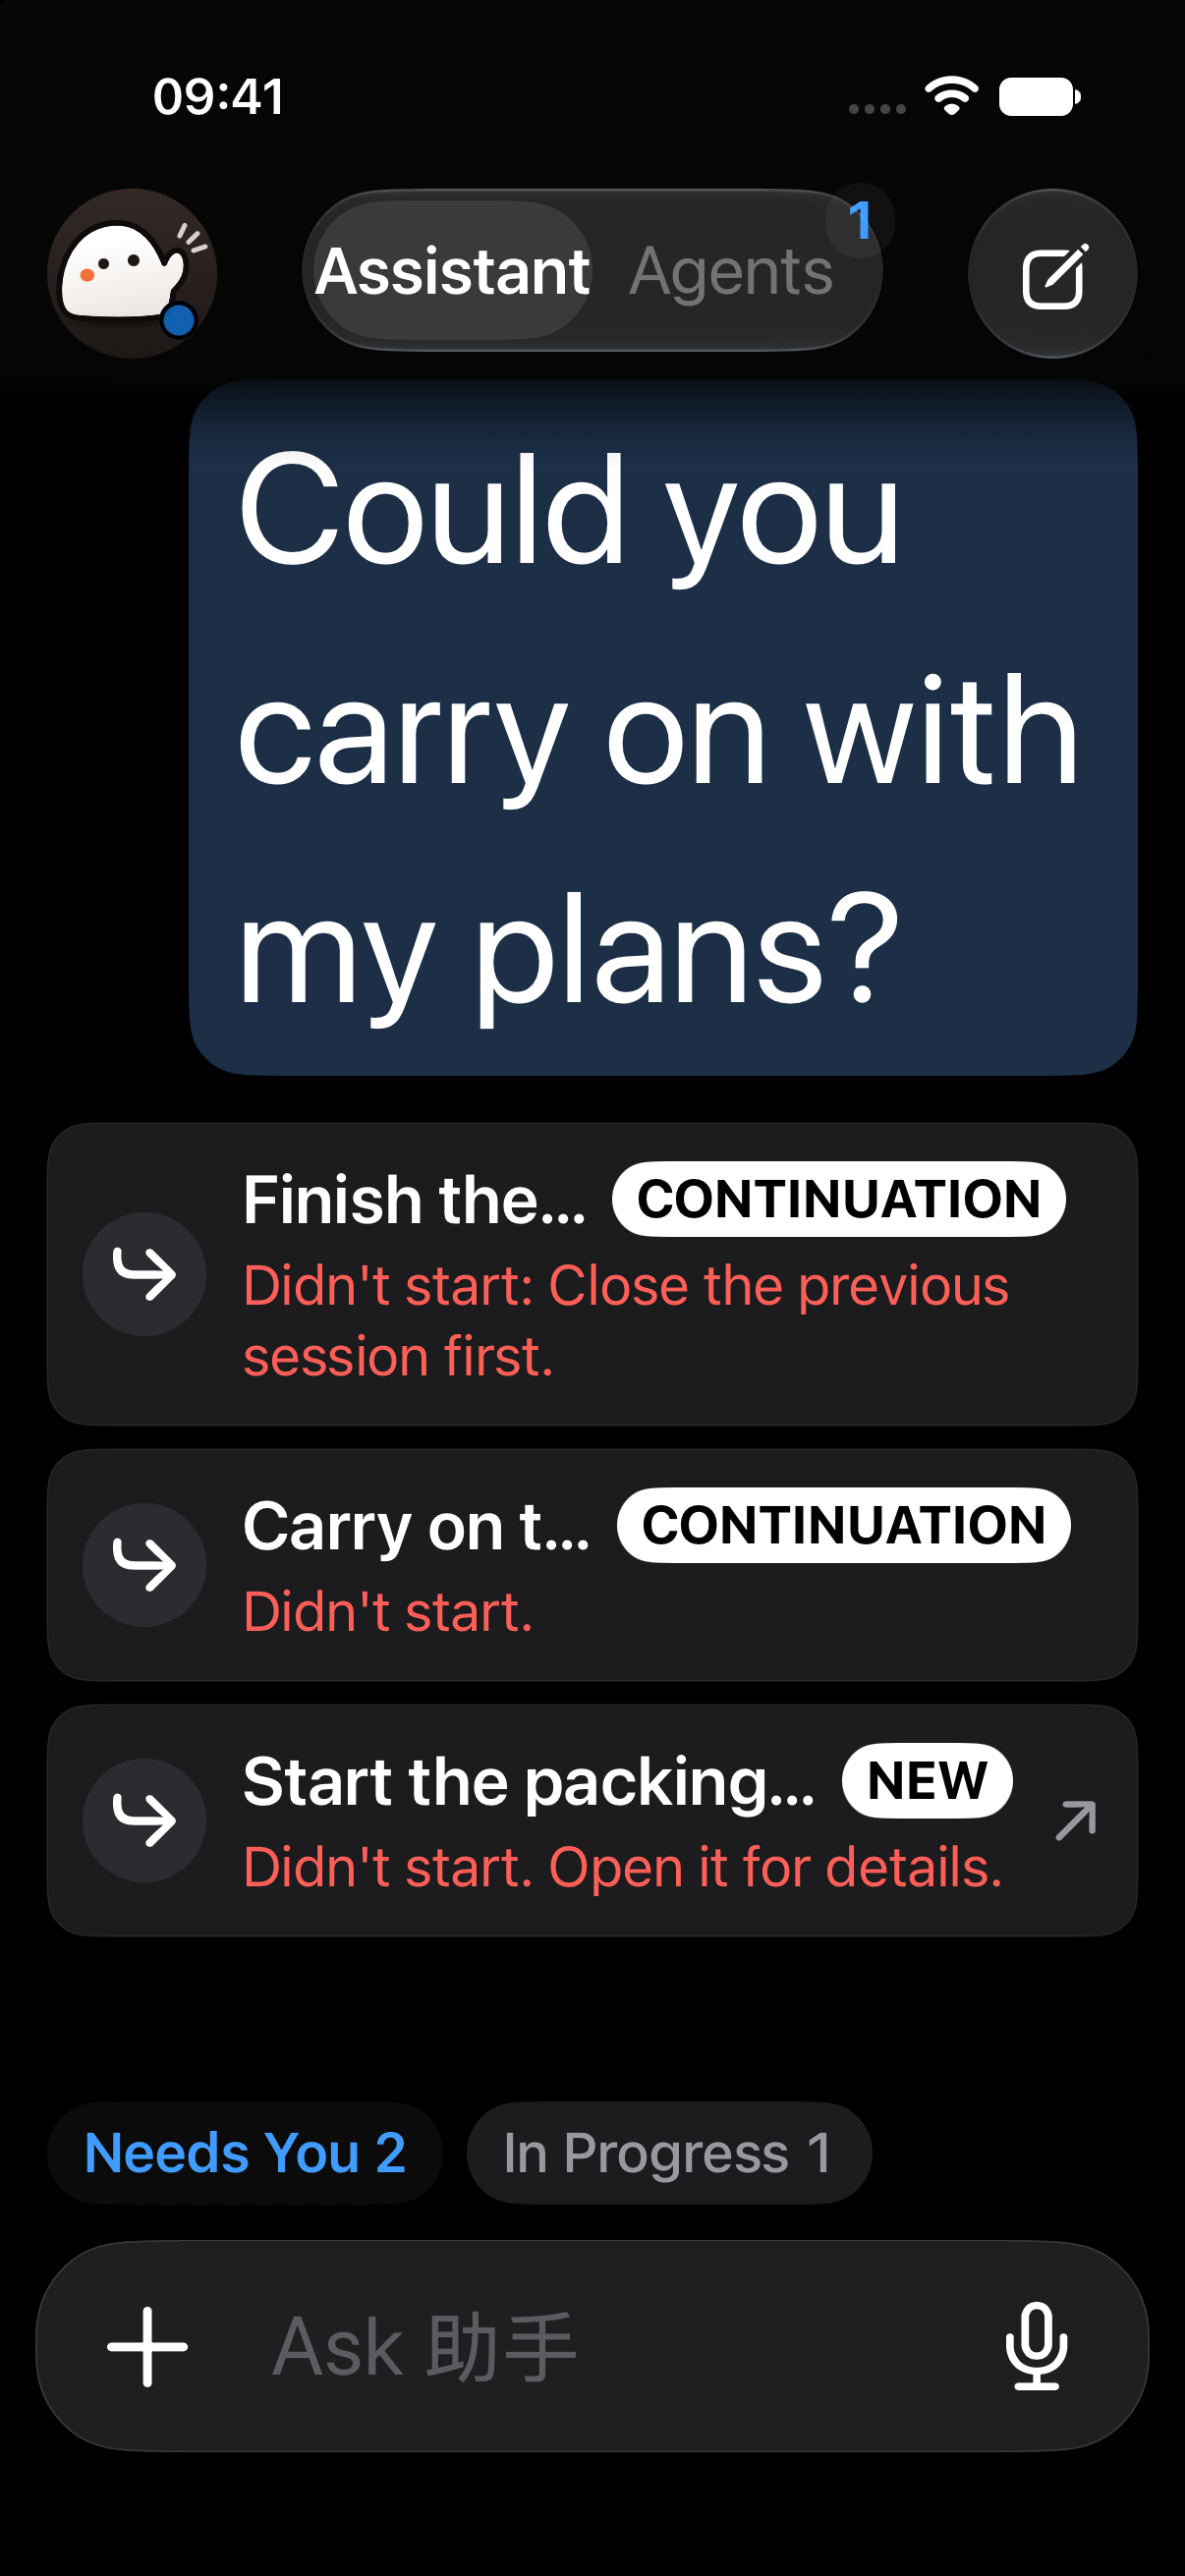 09:41
Assistant
Agents
1
Could you
carry on with
my plans?
Finish the...
CONTINUATION
Didn't start: Close the previous
session first.
Carry on t...
CONTINUATION
Didn't start.
Start the packing...
NEW
Didn't start. Open it for details.
Needs You 2
In Progress 1
Ask 助手